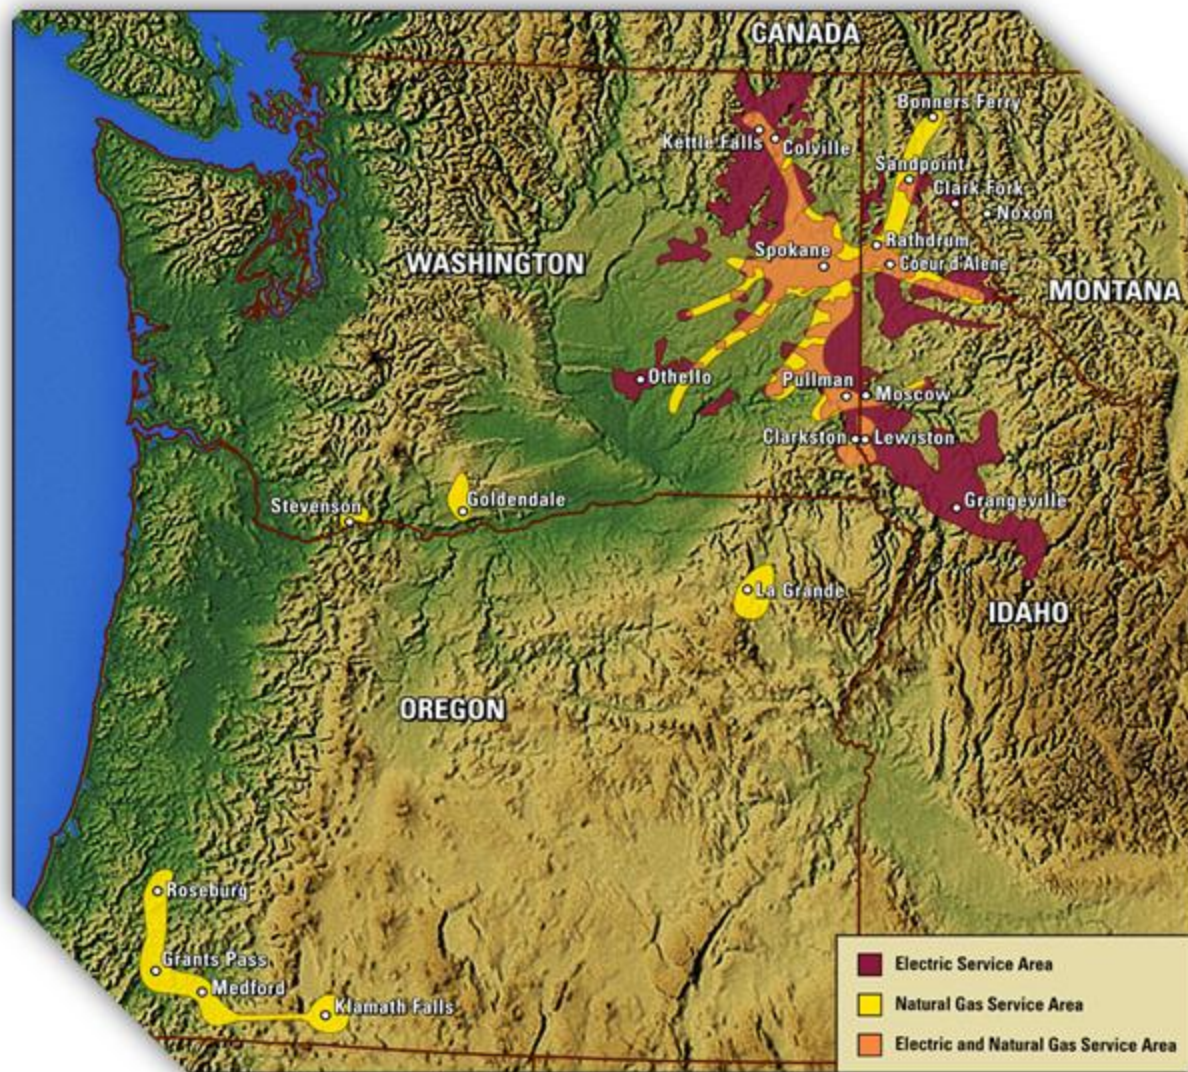 CANADA
Bonners Ferry
Kettle Falls
Colville
Sandpoint
Clark Fork
Noxon
Rathdrum
Spokane
Coeur d'Alene
WASHINGTON
MONTANA
Othello
Pullman
Moscow
Clarkston
Lewiston
Stevenson
Goldendale
Grangeville
La Grande
IDAHO
OREGON
Roseburg
Grants Pass
Medford
Klamath Falls
Electric Service Area
Natural Gas Service Area
Electric and Natural Gas Service Area